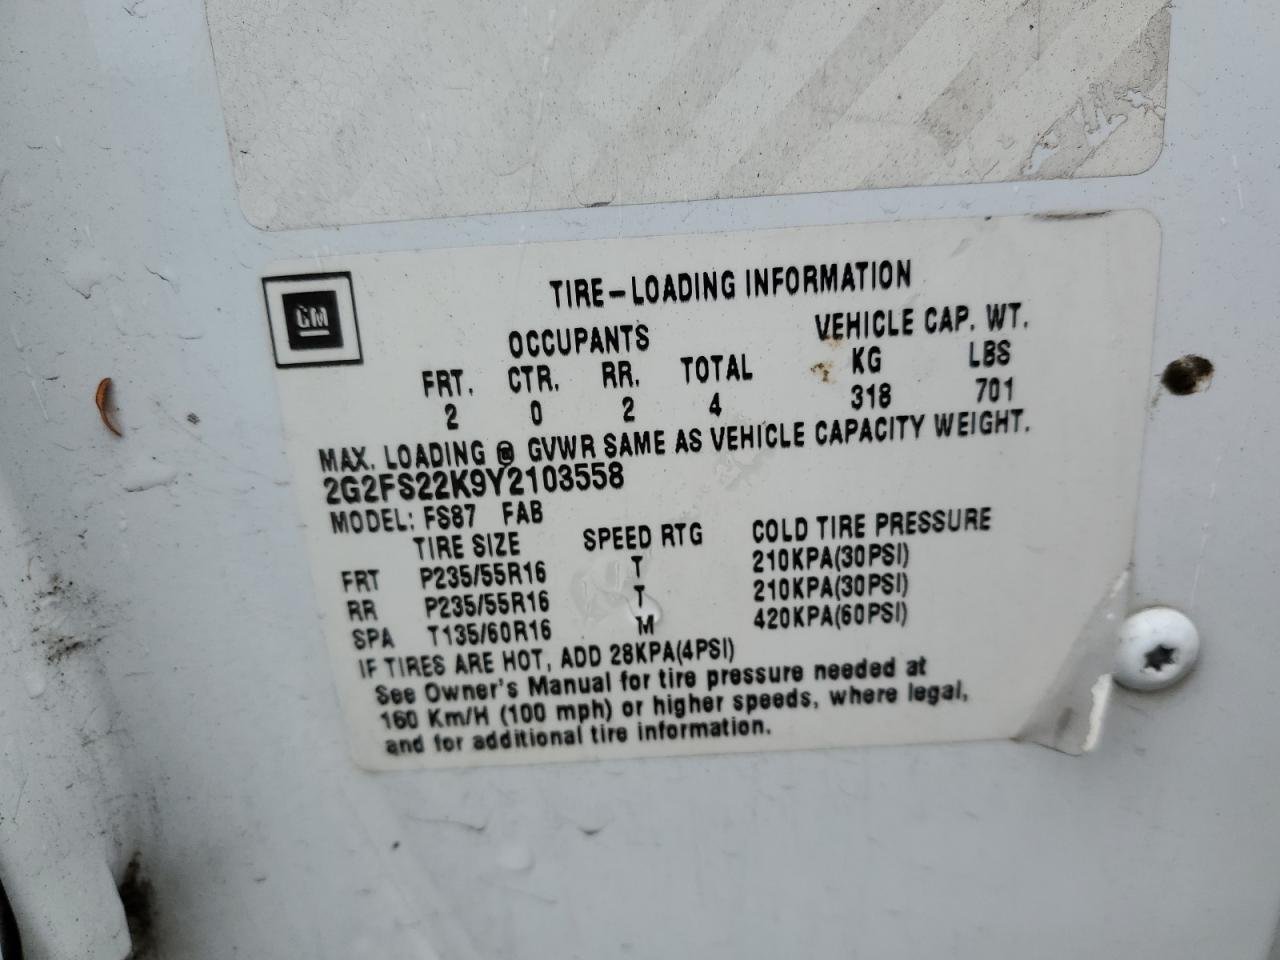 GM
TIRE-LOADING INFORMATION
OCCUPANTS VEHICLE CAP. WT.
FRT. CTR. RR. TOTAL KG LBS
2 0 2 4 318 701
MAX. LOADING @ GVWR SAME AS VEHICLE CAPACITY WEIGHT.
2G2FS22K9Y2103558
MODEL: FS87 FAB
TIRE SIZE SPEED RTG COLD TIRE PRESSURE
FRT P235/55R16 T 210KPA(30PSI)
RR P235/55R16 T 210KPA(30PSI)
SPA T135/60R16 M 420KPA(60PSI)
IF TIRES ARE HOT, ADD 28KPA(4PSI)
See Owner's Manual for tire pressure needed at
160 Km/H (100 mph) or higher speeds, where legal,
and for additional tire information.